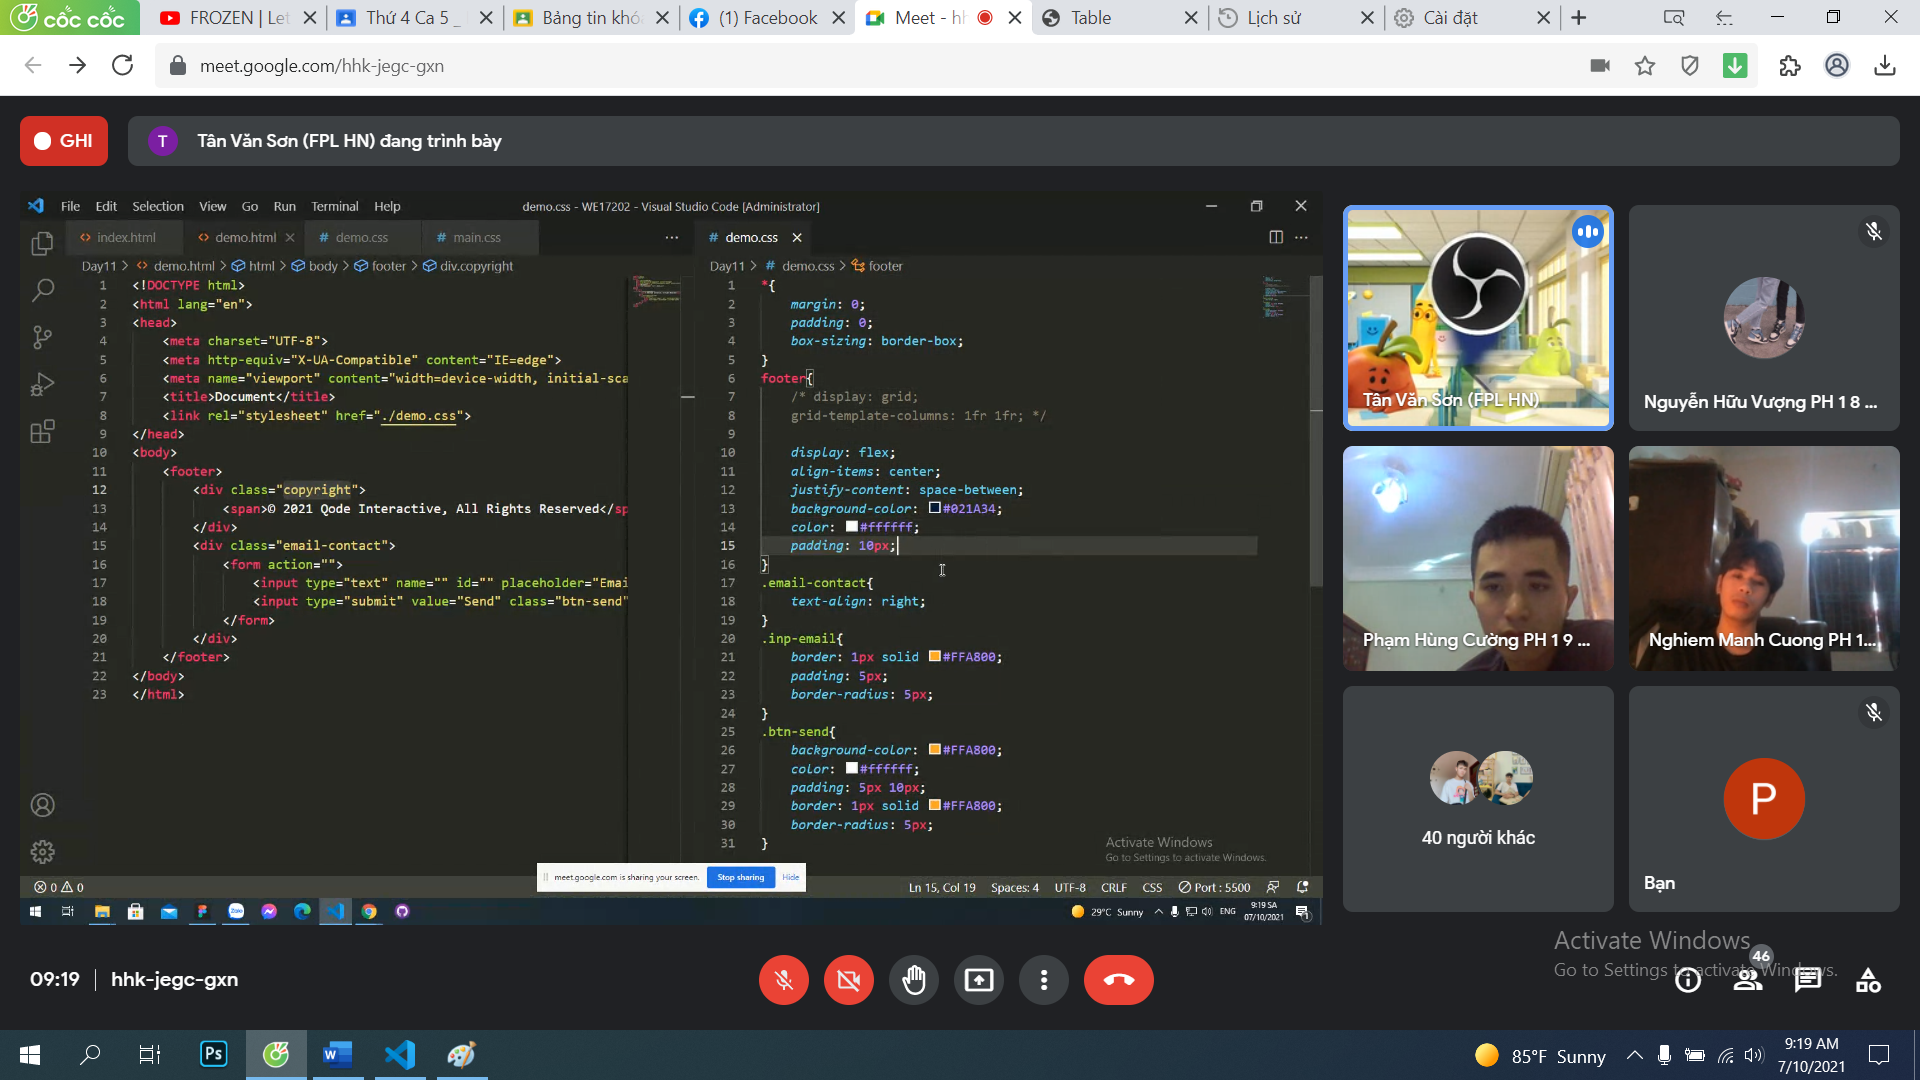 cốc cốc
FROZEN | Let
Thứ 4 Ca 5 _
Bảng tin khó
(1) Facebook
Meet - hh
Table
Lịch sử
Cài đặt
meet.google.com/hhk-jegc-gxn
GHI
T
Tân Văn Sơn (FPL HN) đang trình bày
File Edit Selection View Go Run Terminal Help
demo.css - WE17202 - Visual Studio Code [Administrator]
index.html
demo.html
# demo.css
# main.css
Day11 > demo.html > html > body > footer > div.copyright
1 <!DOCTYPE html>
2 <html lang="en">
3 <head>
4 <meta charset="UTF-8">
5 <meta http-equiv="X-UA-Compatible" content="IE=edge">
6 <meta name="viewport" content="width=device-width, initial-sca
7 <title>Document</title>
8 <link rel="stylesheet" href="./demo.css">
9 </head>
10 <body>
11 <footer>
12 <div class="copyright">
13 <span>© 2021 Qode Interactive, All Rights Reserved</sp
14 </div>
15 <div class="email-contact">
16 <form action="">
17 <input type="text" name="" id="" placeholder="Emai
18 <input type="submit" value="Send" class="btn-send"
19 </form>
20 </div>
21 </footer>
22 </body>
23 </html>
# demo.css
Day11 > # demo.css > footer
1 *{
2 margin: 0;
3 padding: 0;
4 box-sizing: border-box;
5 }
6 footer{
7 /* display: grid;
8 grid-template-columns: 1fr 1fr; */
9
10 display: flex;
11 align-items: center;
12 justify-content: space-between;
13 background-color: #021A34;
14 color: #ffffff;
15 padding: 10px;
16 }
17 .email-contact{
18 text-align: right;
19 }
20 .inp-email{
21 border: 1px solid #FFA800;
22 padding: 5px;
23 border-radius: 5px;
24 }
25 .btn-send{
26 background-color: #FFA800;
27 color: #ffffff;
28 padding: 5px 10px;
29 border: 1px solid #FFA800;
30 border-radius: 5px;
31 }
Activate Windows
Go to Settings to activate Windows.
meet.google.com is sharing your screen.
Stop sharing
Hide
0 0
Ln 15, Col 19 Spaces: 4 UTF-8 CRLF CSS Port : 5500
Zalo
29°C Sunny
ENG
9:19 SA
07/10/2021
1
Tân Văn Sơn (FPL HN)
Nguyễn Hữu Vượng PH 1 8 ...
Phạm Hùng Cường PH 1 9 ...
Nghiem Manh Cuong PH 1...
40 người khác
P
Bạn
09:19 | hhk-jegc-gxn
Activate Windows
Go to Settings to activate Windows.
46
Ps
85°F Sunny
9:19 AM
7/10/2021